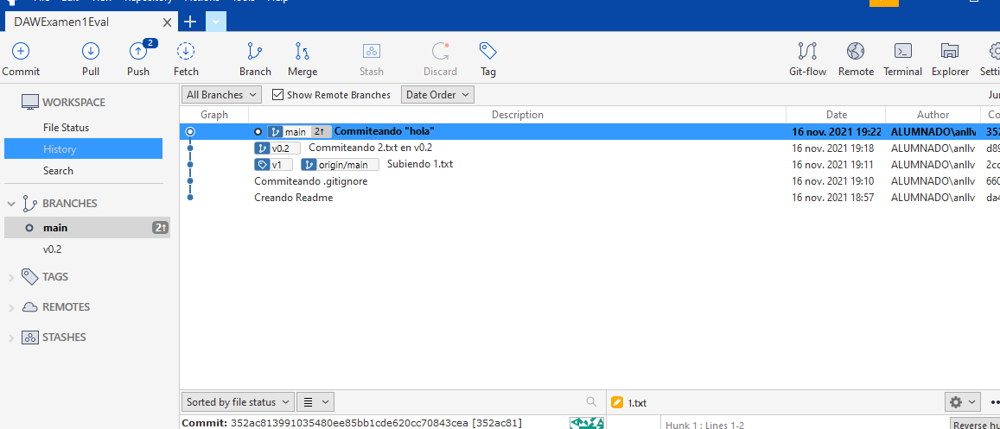 DAWExamen1Eval
Commit
Pull
Push
2
Fetch
Branch
Merge
Stash
Discard
Tag
Git-flow
Remote
Terminal
Explorer
WORKSPACE
File Status
History
Search
BRANCHES
main 2↑
v0.2
TAGS
REMOTES
STASHES
All Branches
Show Remote Branches
Date Order
Graph Description Date Author
main 2↑ Commiteando "hola" 16 nov. 2021 19:22 ALUMNADO\anllv 352
v0.2 Commiteando 2.txt en v0.2 16 nov. 2021 19:18 ALUMNADO\anllv d89
v1 origin/main Subiendo 1.txt 16 nov. 2021 19:11 ALUMNADO\anllv 2cc
Commiteando .gitignore 16 nov. 2021 19:10 ALUMNADO\anllv 660
Creando Readme 16 nov. 2021 18:57 ALUMNADO\anllv da4
Sorted by file status
1.txt
Commit: 352ac813991035480ee85bb1cde620cc70843cea [352ac81]
Hunk 1 : Lines 1-2
Reverse hu